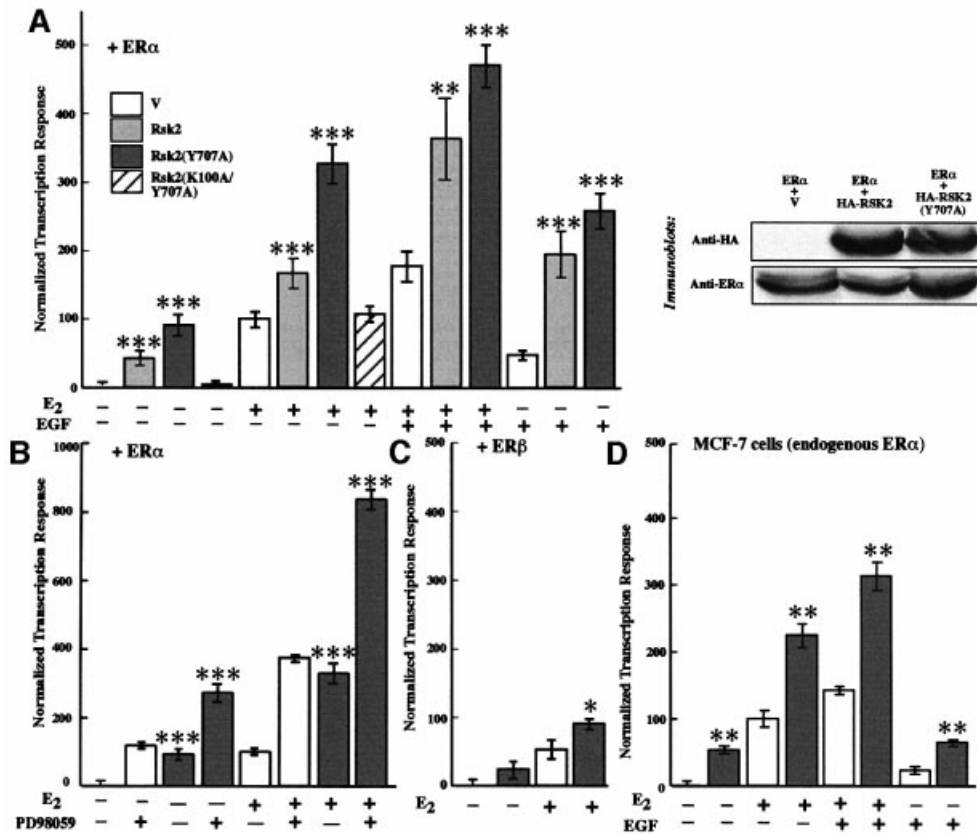 A
+ ERα
Normalized Transcription Response
500
400
300
200
100
0
V
Rsk2
Rsk2(Y707A)
Rsk2(K100A/
Y707A)
*** *** *** *** ** *** *** ***
E2 – – – – + + + + + + + – – –
EGF – – – – – – – – + + + + + +
Immunoblots:
ERα + V
ERα + HA-RSK2
ERα + HA-RSK2 (Y707A)
Anti-HA
Anti-ERα
B
+ ERα
Normalized Transcription Response
1000
800
600
400
200
0
*** *** *** ***
E2 – – – – + + + +
PD98059 – + – + – + – +
C
+ ERβ
Normalized Transcription Response
500
400
300
200
100
0
*
E2 – – + +
D
MCF-7 cells (endogenous ERα)
Normalized Transcription Response
500
400
300
200
100
0
** ** ** **
E2 – – + + + + – –
EGF – – – – + + + +